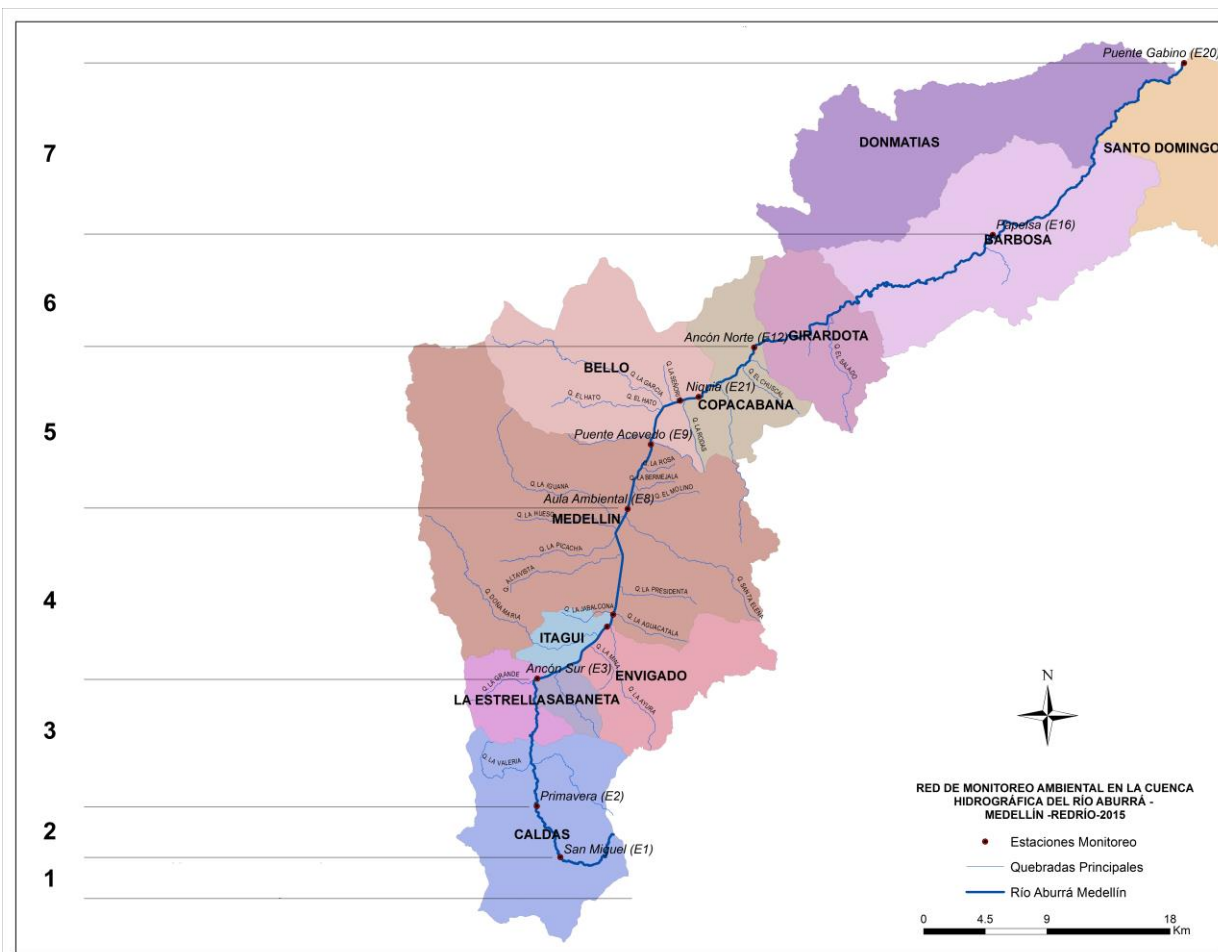 Puente Gabino (E20)
7
DONMATIAS
SANTO DOMINGO
Papelsa (E16)
BARBOSA
6
Ancón Norte (E12)
GIRARDOTA
Q. EL SALADO
BELLO
Q. LA GARCIA
Q. LA SEÑOR
Q. EL CHUSCAL
Niquia (E21)
Q. EL HATO
Q. EL HATO
COPACABANA
5
Puente Acevedo (E9)
Q. LA RODAS
Q. LA ROSA
Q. LA BERMEJALA
Q. LA IGUANA
Q. EL MOLINO
Aula Ambiental (E8)
Q. LA HUESO
MEDELLIN
Q. LA PICACHA
Q. ALTAVISTA
Q. SANTA ELENA
4
Q. DOÑA MARIA
Q. LA PRESIDENTA
Q. LA JABALCONA
Q. LA AGUACATALA
ITAGUI
Q. LA MINA
Ancón Sur (E3)
ENVIGADO
Q. LA GRANDE
LA ESTRELLA
SABANETA
Q. LA AYURA
3
Q. LA VALERIA
Primavera (E2)
2
CALDAS
San Miguel (E1)
1
N
RED DE MONITOREO AMBIENTAL EN LA CUENCA
HIDROGRÁFICA DEL RÍO ABURRÁ -
MEDELLÍN -REDRÍO-2015
Estaciones Monitoreo
Quebradas Principales
Río Aburrá Medellín
0 4.5 9 18
Km